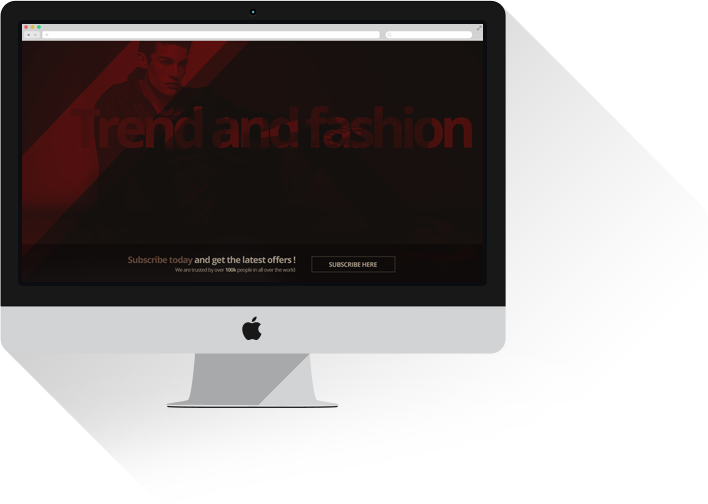 Trend and fashion
Subscribe today and get the latest offers !
We are trusted by over 100k people in all over the world
SUBSCRIBE HERE